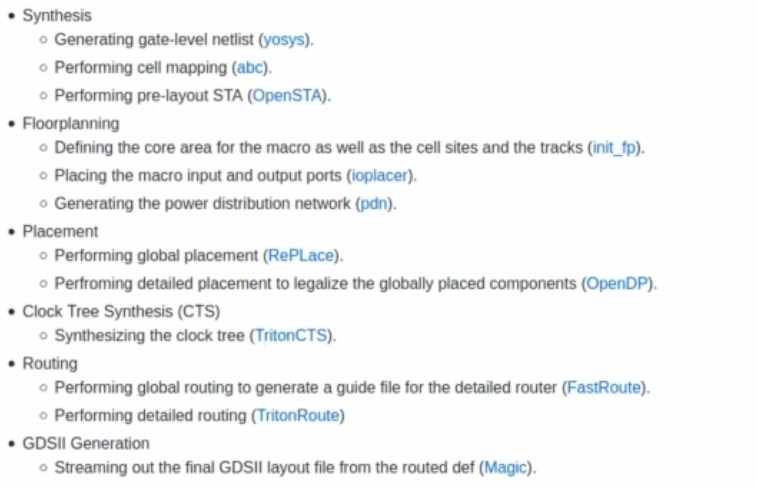 • Synthesis
○ Generating gate-level netlist (yosys).
○ Performing cell mapping (abc).
○ Performing pre-layout STA (OpenSTA).
• Floorplanning
○ Defining the core area for the macro as well as the cell sites and the tracks (init_fp).
○ Placing the macro input and output ports (ioplacer).
○ Generating the power distribution network (pdn).
• Placement
○ Performing global placement (RePLace).
○ Perfroming detailed placement to legalize the globally placed components (OpenDP).
• Clock Tree Synthesis (CTS)
○ Synthesizing the clock tree (TritonCTS).
• Routing
○ Performing global routing to generate a guide file for the detailed router (FastRoute).
○ Performing detailed routing (TritonRoute)
• GDSII Generation
○ Streaming out the final GDSII layout file from the routed def (Magic).